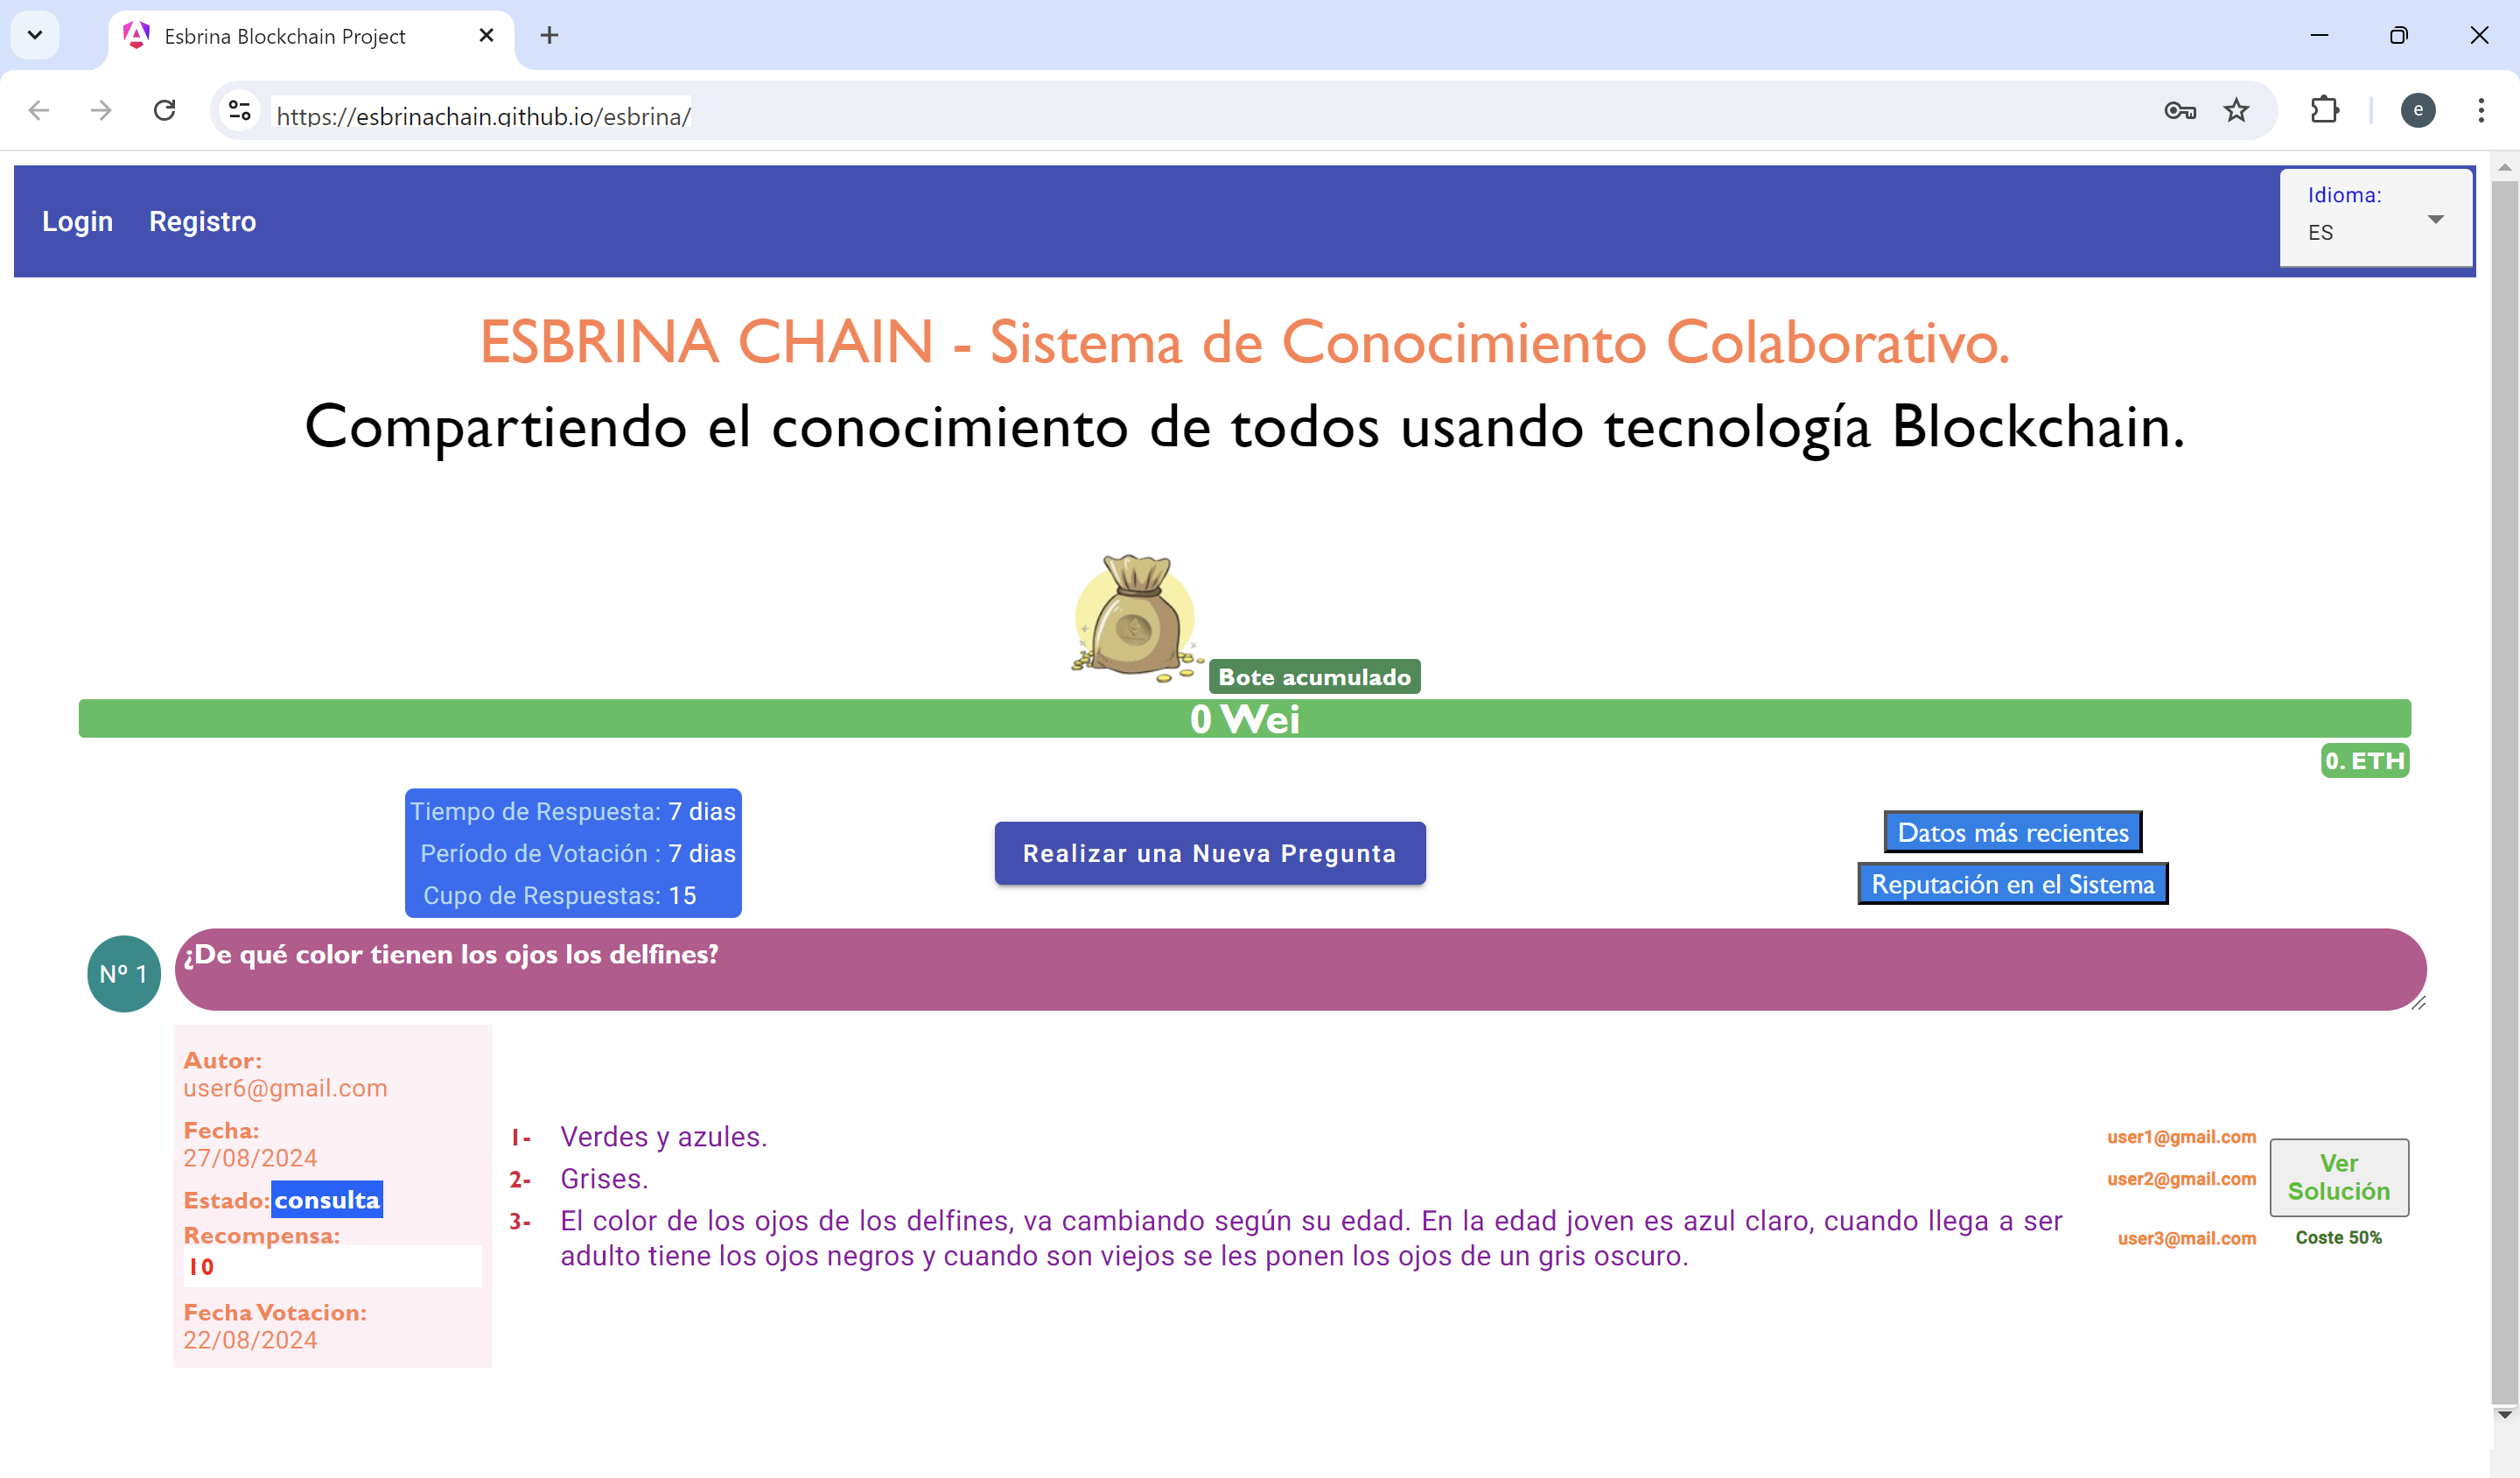 Esbrina Blockchain Project
https://esbrinachain.github.io/esbrina/
e
Login Registro
Idioma:
ES
ESBRINA CHAIN - Sistema de Conocimiento Colaborativo.
Compartiendo el conocimiento de todos usando tecnología Blockchain.
Bote acumulado
0 Wei
0. ETH
Tiempo de Respuesta: 7 dias
Período de Votación : 7 dias
Cupo de Respuestas: 15
Realizar una Nueva Pregunta
Datos más recientes
Reputación en el Sistema
Nº 1
¿De qué color tienen los ojos los delfines?
Autor:
user6@gmail.com
Fecha:
27/08/2024
Estado: consulta
Recompensa:
10
Fecha Votacion:
22/08/2024
1- Verdes y azules. user1@gmail.com
2- Grises. user2@gmail.com
3- El color de los ojos de los delfines, va cambiando según su edad. En la edad joven es azul claro, cuando llega a ser
adulto tiene los ojos negros y cuando son viejos se les ponen los ojos de un gris oscuro.
user3@mail.com
Ver
Solución
Coste 50%